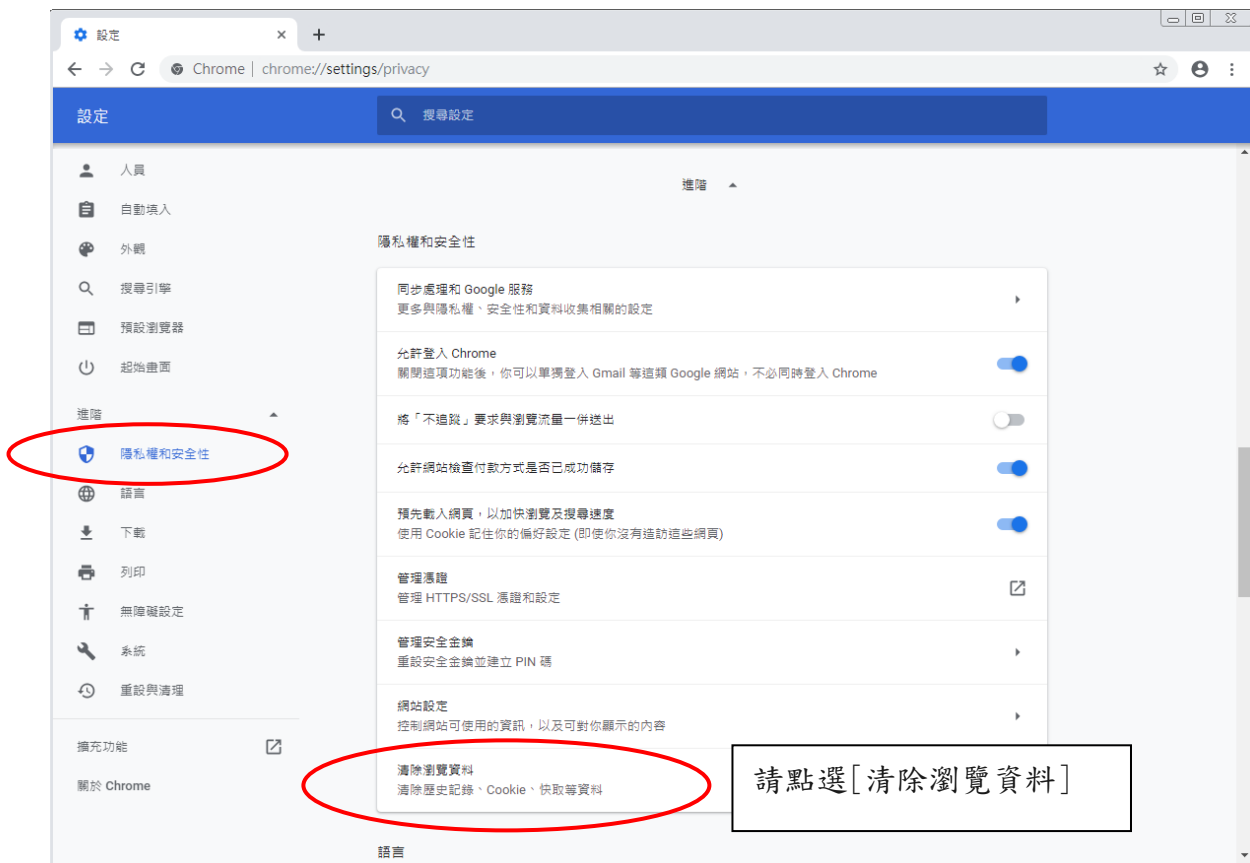 設定
Chrome | chrome://settings/privacy
設定
搜尋設定
人員
自動填入
外觀
搜尋引擎
預設瀏覽器
起始畫面
進階
隱私權和安全性
語言
下載
列印
無障礙設定
系統
重設與清理
擴充功能
關於 Chrome
進階
隱私權和安全性
同步處理和 Google 服務
更多與隱私權、安全性和資料收集相關的設定
允許登入 Chrome
關閉這項功能後,你可以單獨登入 Gmail 等這類 Google 網站,不必同時登入 Chrome
將「不追蹤」要求與瀏覽流量一併送出
允許網站檢查付款方式是否已成功儲存
預先載入網頁,以加快瀏覽及搜尋速度
使用 Cookie 記住你的偏好設定 (即使你沒有造訪這些網頁)
管理憑證
管理 HTTPS/SSL 憑證和設定
管理安全金鑰
重設安全金鑰並建立 PIN 碼
網站設定
控制網站可使用的資訊,以及可對你顯示的內容
清除瀏覽資料
清除歷史記錄、Cookie、快取等資料
請點選[清除瀏覽資料]
語言